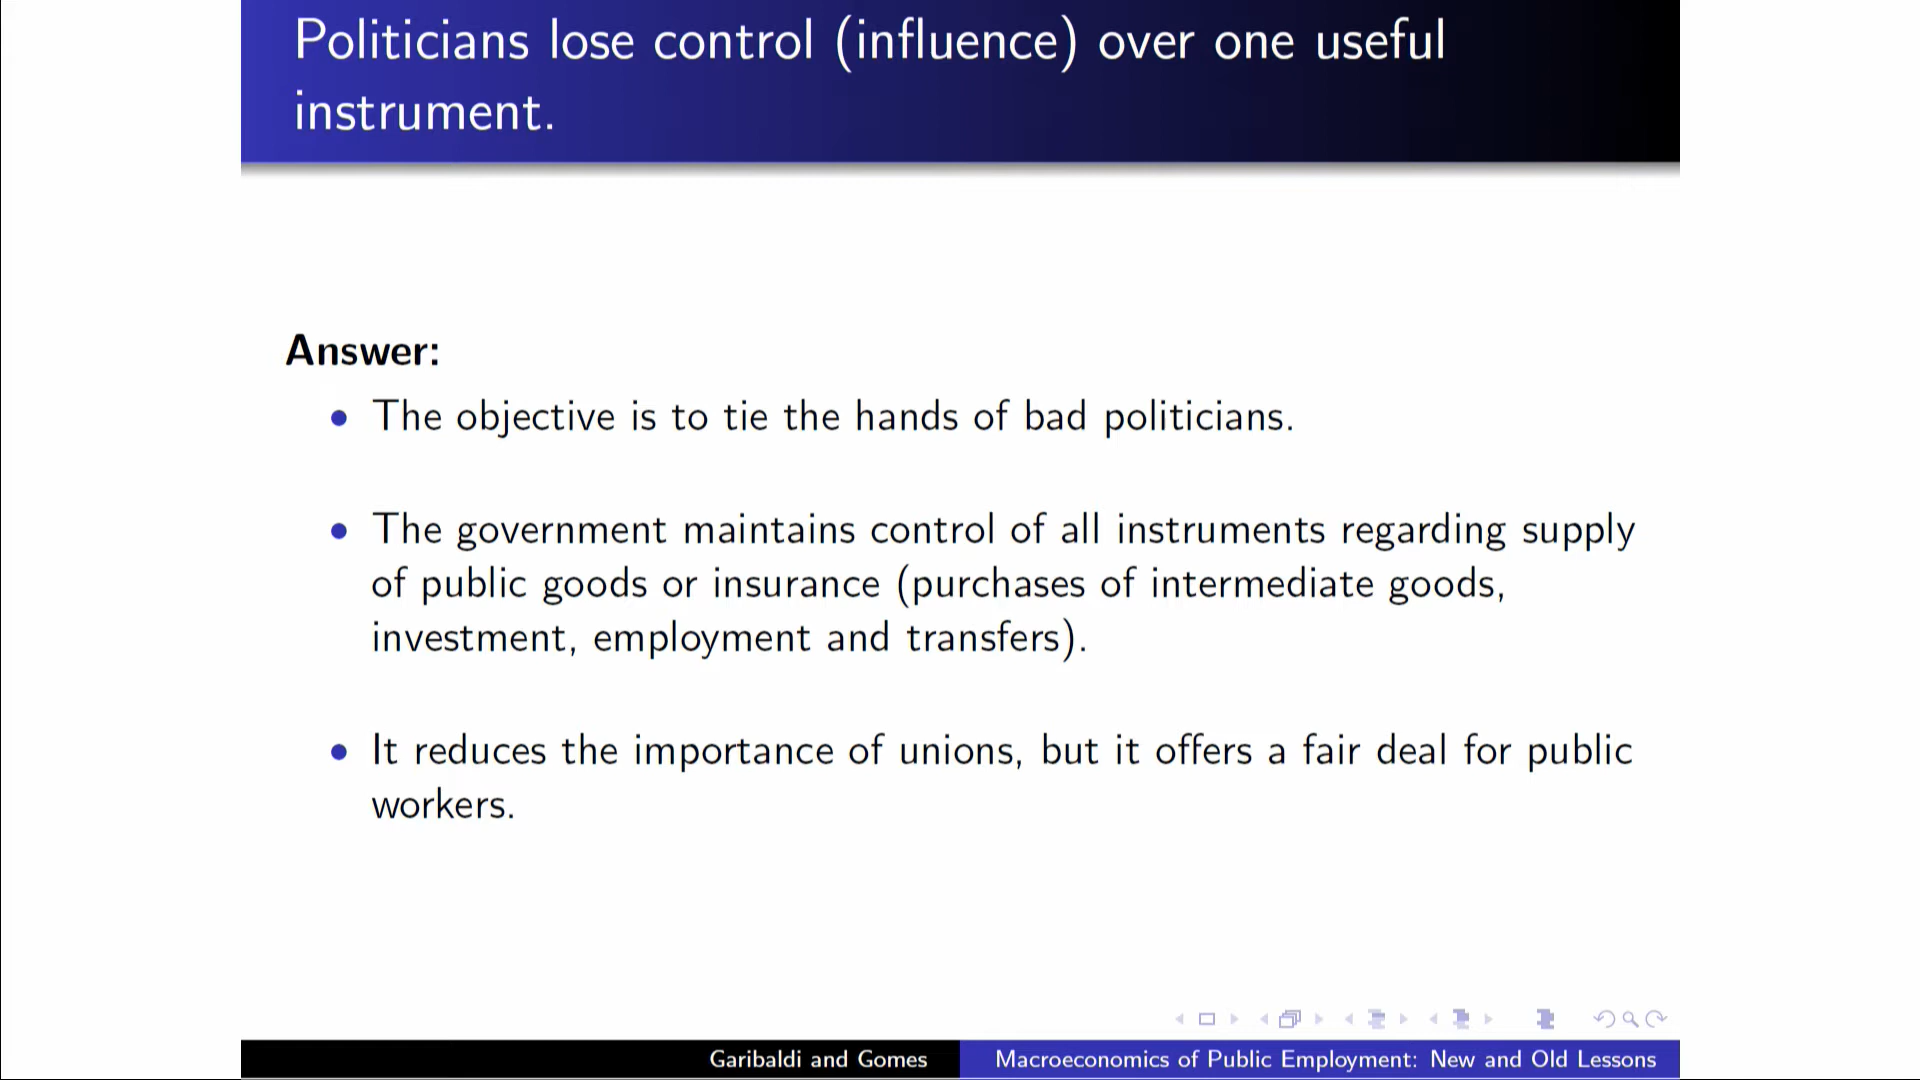 Politicians lose control (influence) over one useful
instrument.
Answer:
• The objective is to tie the hands of bad politicians.
• The government maintains control of all instruments regarding supply
of public goods or insurance (purchases of intermediate goods,
investment, employment and transfers).
• It reduces the importance of unions, but it offers a fair deal for public
workers.
Garibaldi and Gomes
Macroeconomics of Public Employment: New and Old Lessons